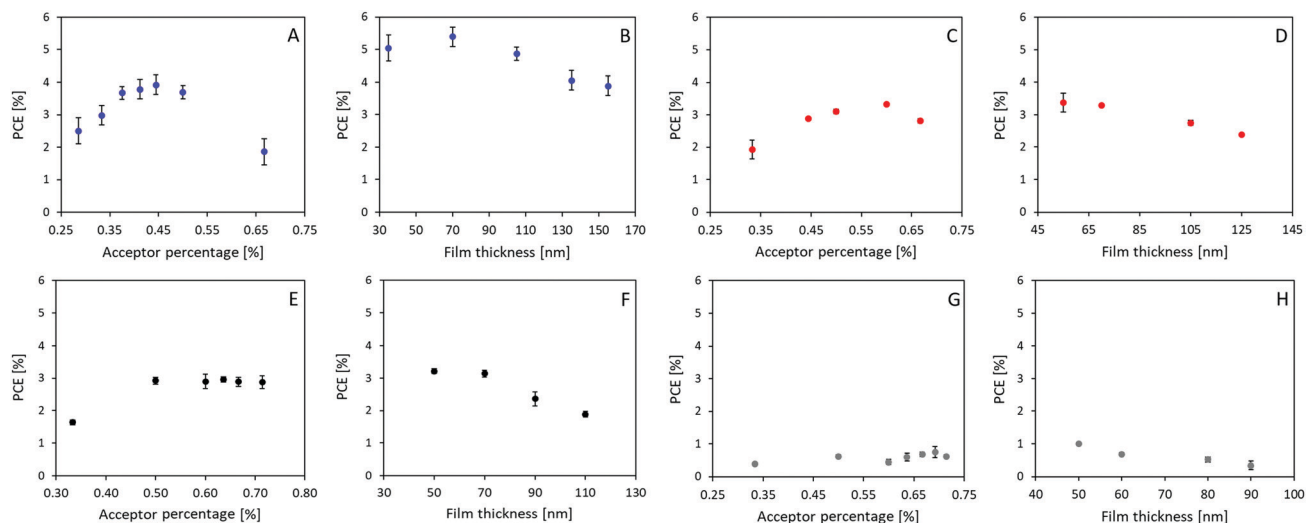 A
PCE [%]
6
5
4
3
2
1
0
0.25 0.35 0.45 0.55 0.65 0.75
Acceptor percentage [%]
B
PCE [%]
6
5
4
3
2
1
0
30 50 70 90 110 130 150 170
Film thickness [nm]
C
PCE [%]
6
5
4
3
2
1
0
0.25 0.35 0.45 0.55 0.65 0.75
Acceptor percentage [%]
D
PCE [%]
6
5
4
3
2
1
0
45 65 85 105 125 145
Film thickness [nm]
E
PCE [%]
6
5
4
3
2
1
0
0.30 0.40 0.50 0.60 0.70 0.80
Acceptor percentage [%]
F
PCE [%]
6
5
4
3
2
1
0
30 50 70 90 110 130
Film thickness [nm]
G
PCE [%]
6
5
4
3
2
1
0
0.25 0.35 0.45 0.55 0.65 0.75
Acceptor percentage [%]
H
PCE [%]
6
5
4
3
2
1
0
40 50 60 70 80 90 100
Film thickness [nm]